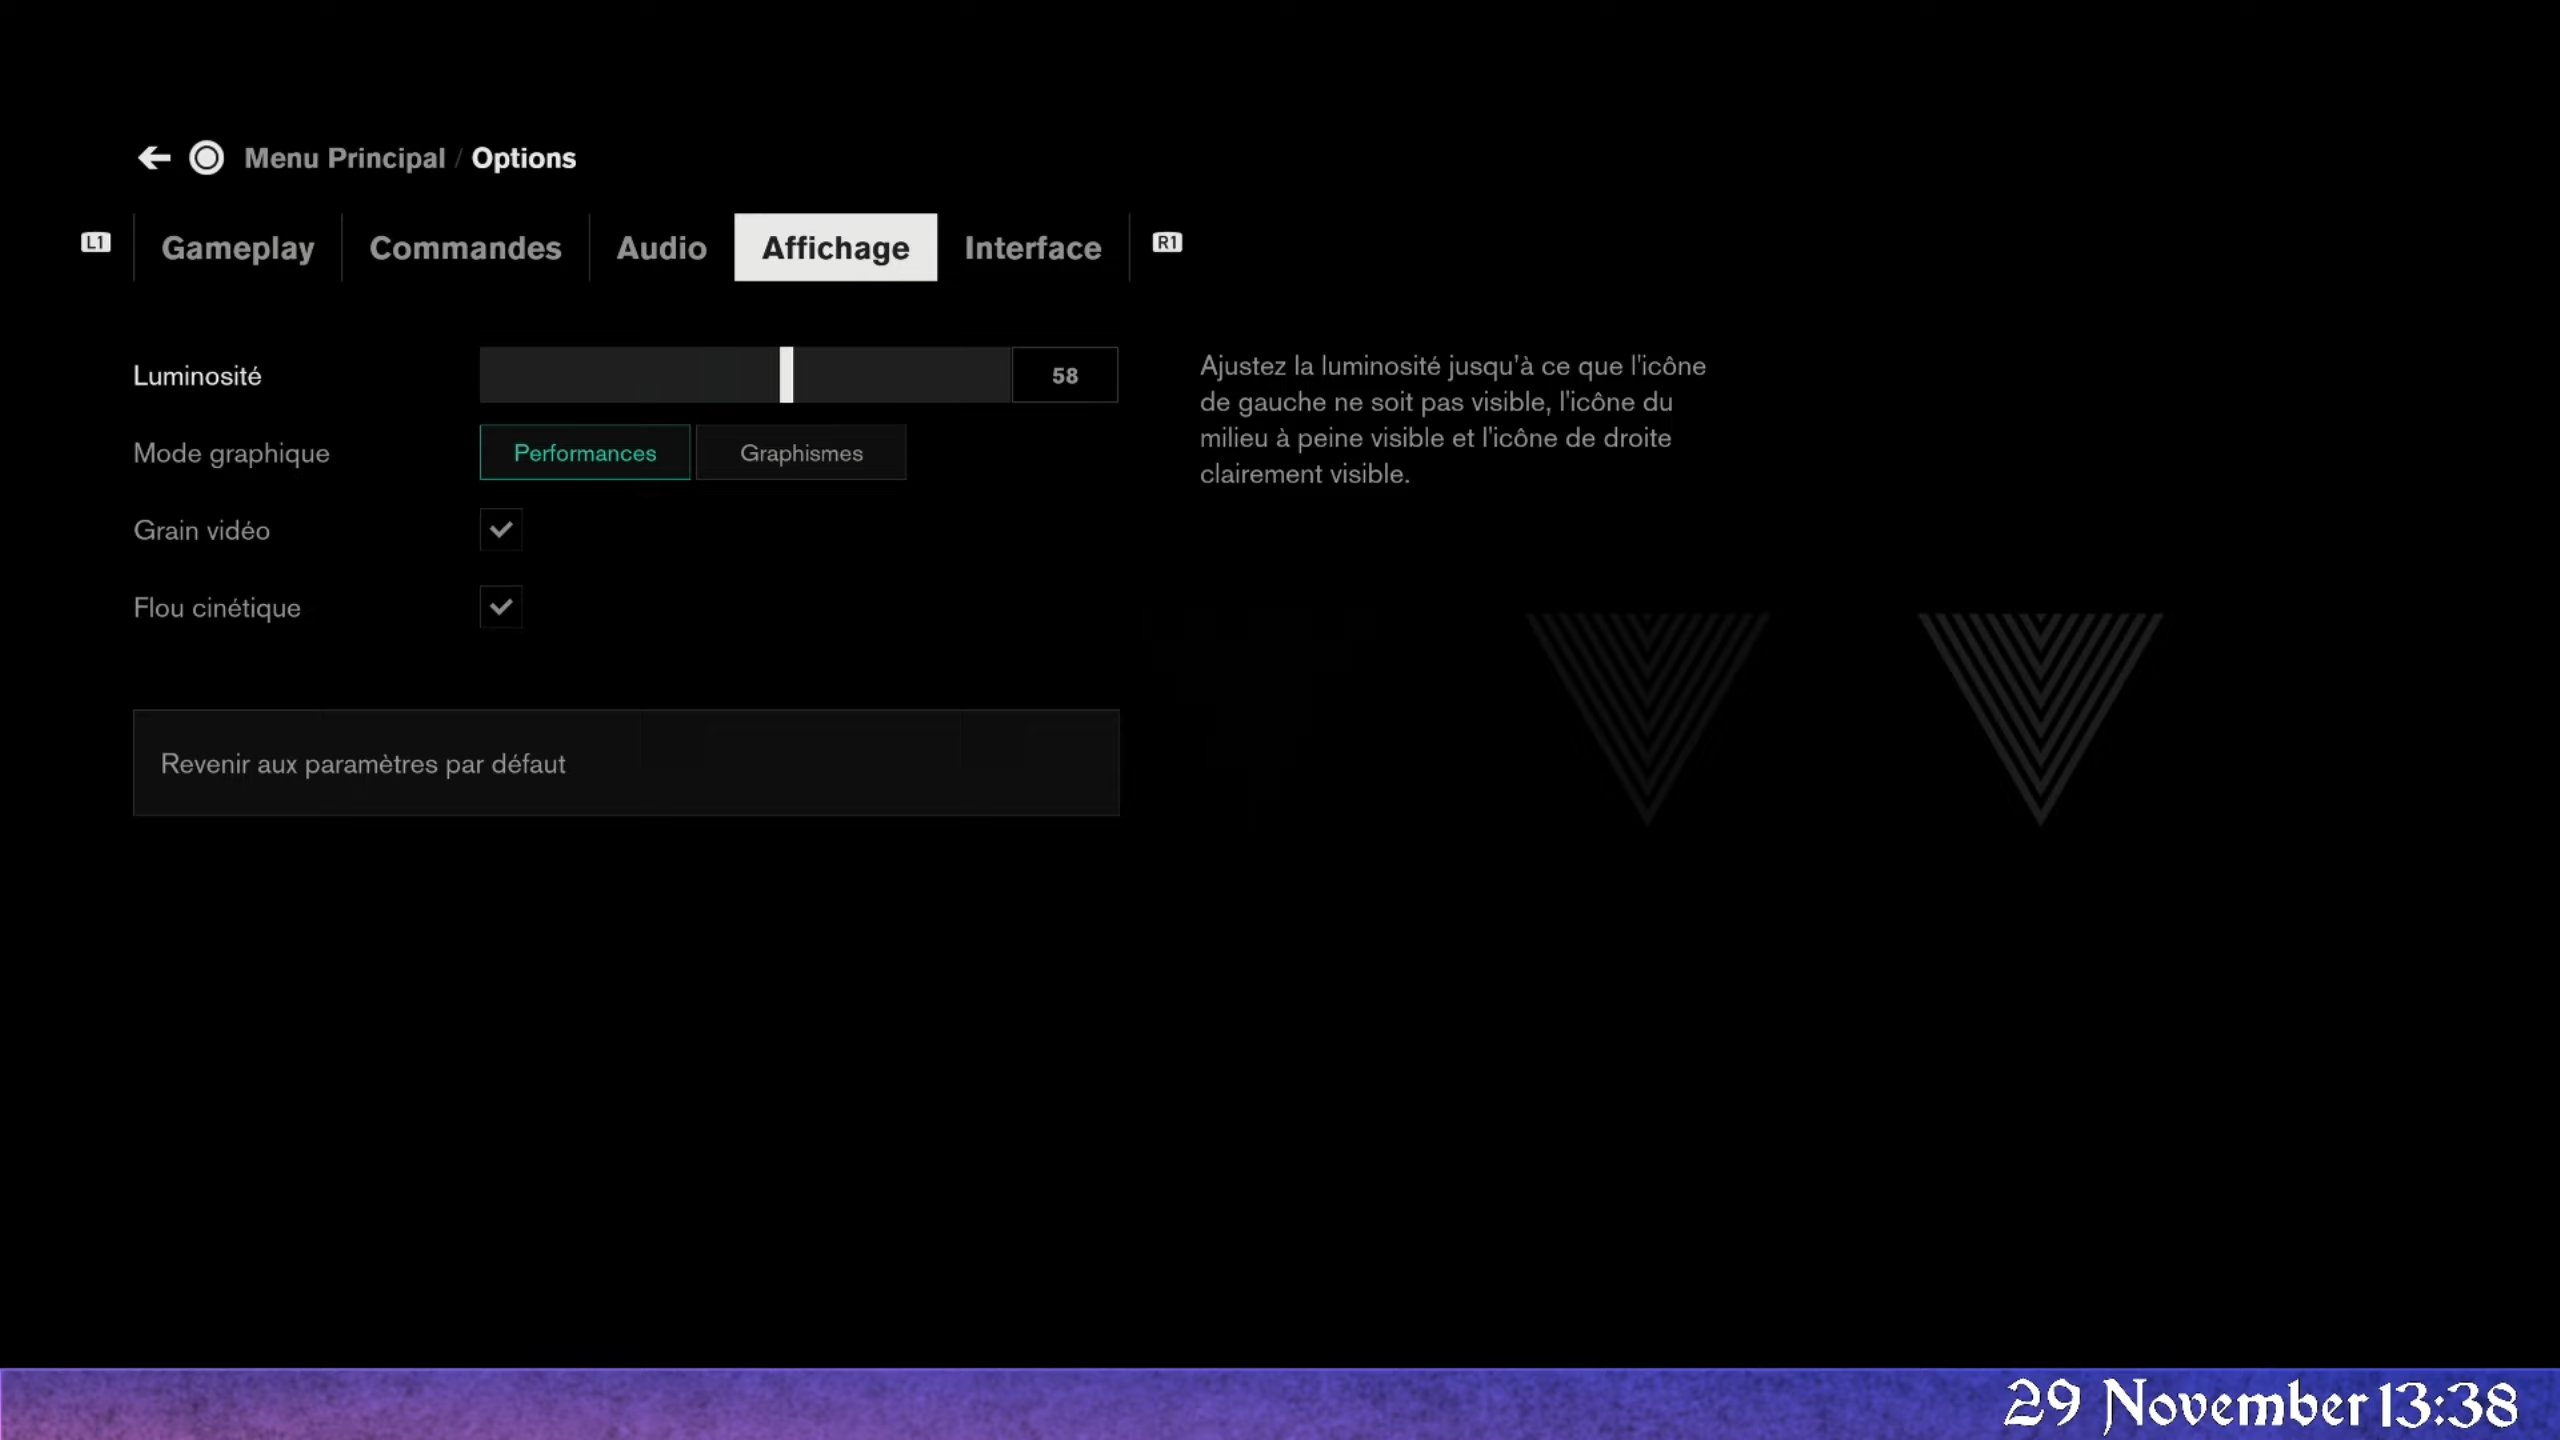 Menu Principal / Options
L1 Gameplay Commandes Audio Affichage Interface R1
Luminosité 58
Mode graphique Performances Graphismes
Grain vidéo
Flou cinétique
Revenir aux paramètres par défaut
Ajustez la luminosité jusqu'à ce que l'icône
de gauche ne soit pas visible, l'icône du
milieu à peine visible et l'icône de droite
clairement visible.
29 November 13:38